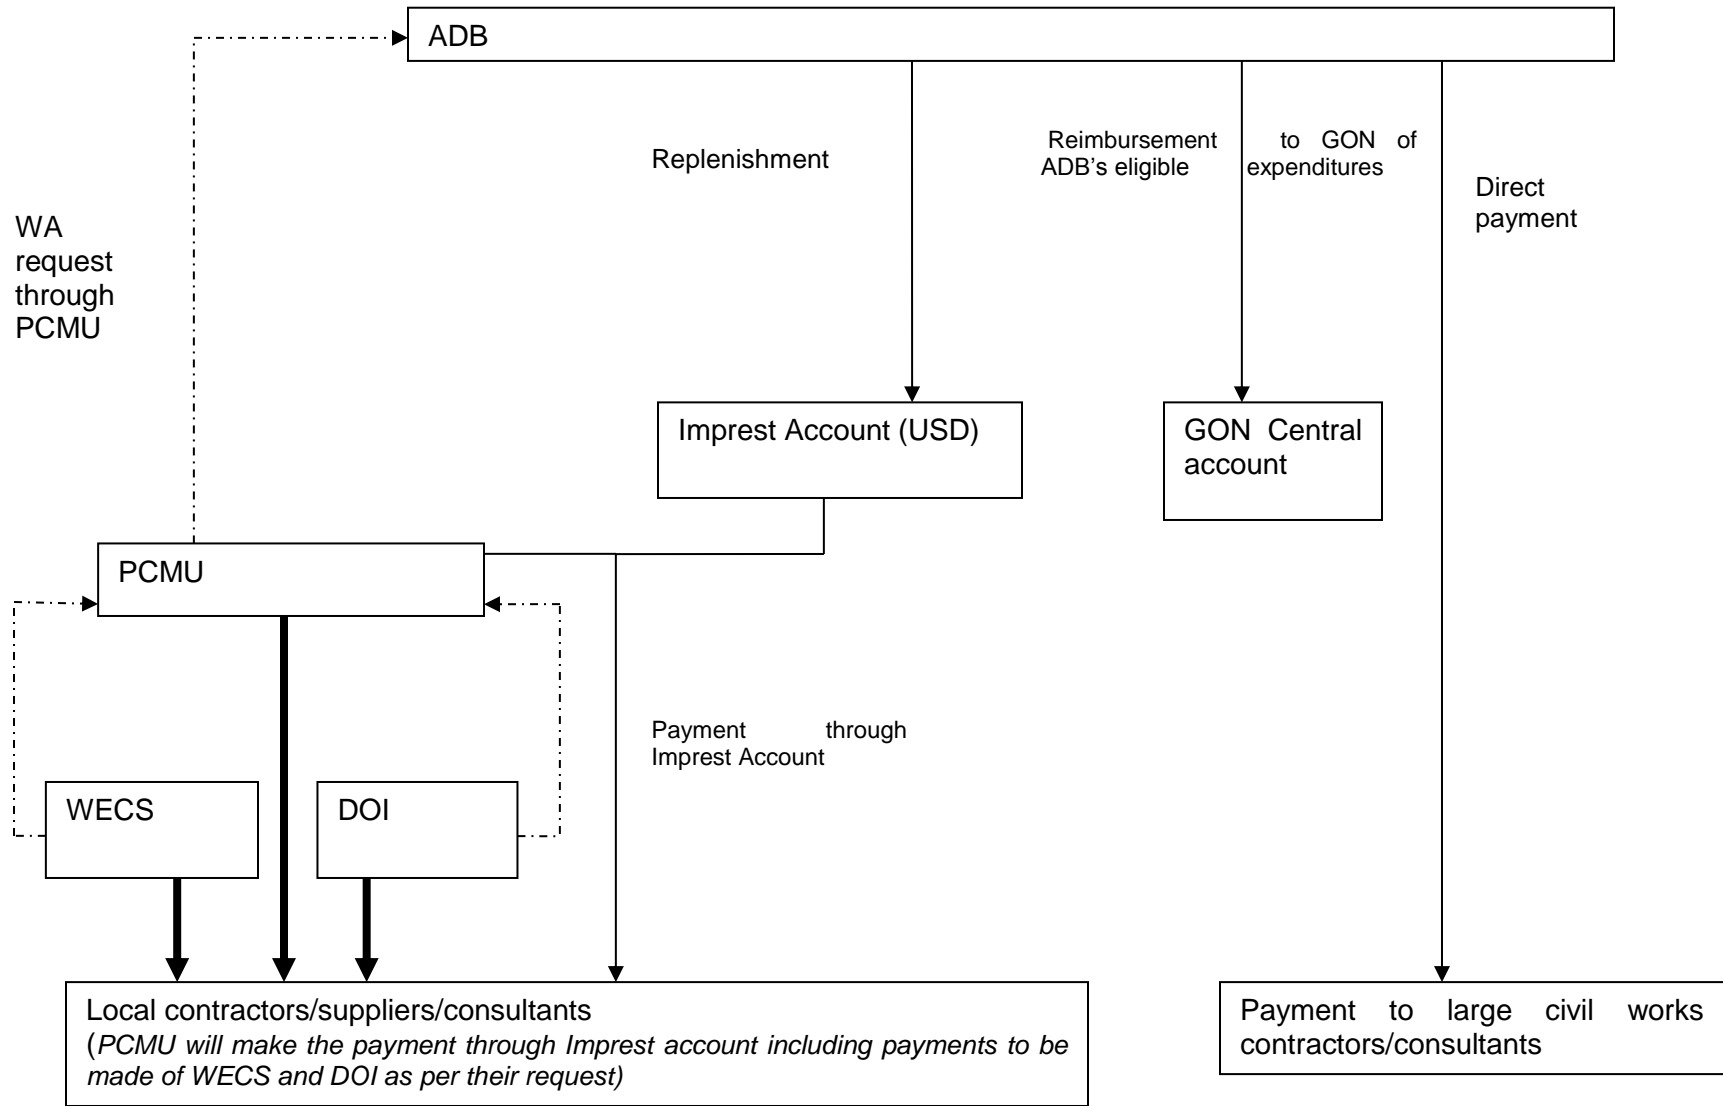 ADB
Replenishment
Reimbursement to GON of
ADB's eligible expenditures
Direct
payment
WA
request
through
PCMU
Imprest Account (USD)
GON Central
account
PCMU
Payment through
Imprest Account
WECS
DOI
Local contractors/suppliers/consultants
(PCMU will make the payment through Imprest account including payments to be
made of WECS and DOI as per their request)
Payment to large civil works
contractors/consultants